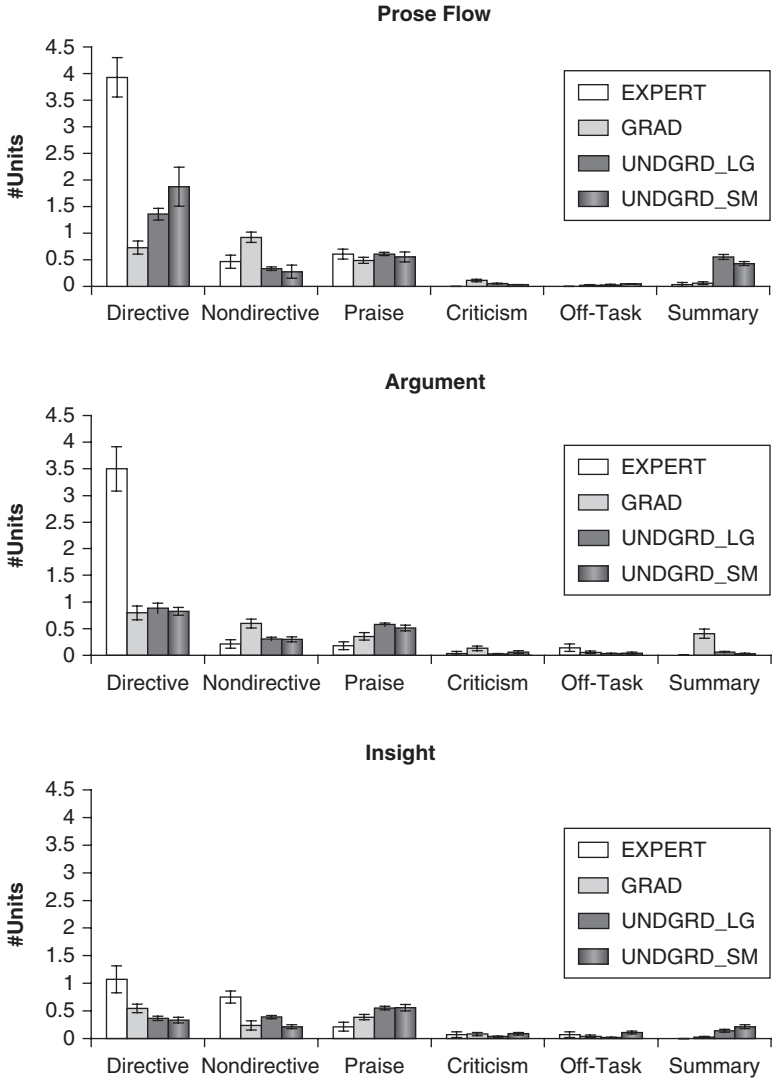 Prose Flow
#Units
4.5
4
3.5
3
2.5
2
1.5
1
0.5
0
EXPERT
GRAD
UNDGRD_LG
UNDGRD_SM
Directive Nondirective Praise Criticism Off-Task Summary
Argument
#Units
4.5
4
3.5
3
2.5
2
1.5
1
0.5
0
EXPERT
GRAD
UNDGRD_LG
UNDGRD_SM
Directive Nondirective Praise Criticism Off-Task Summary
Insight
#Units
4.5
4
3.5
3
2.5
2
1.5
1
0.5
0
EXPERT
GRAD
UNDGRD_LG
UNDGRD_SM
Directive Nondirective Praise Criticism Off-Task Summary